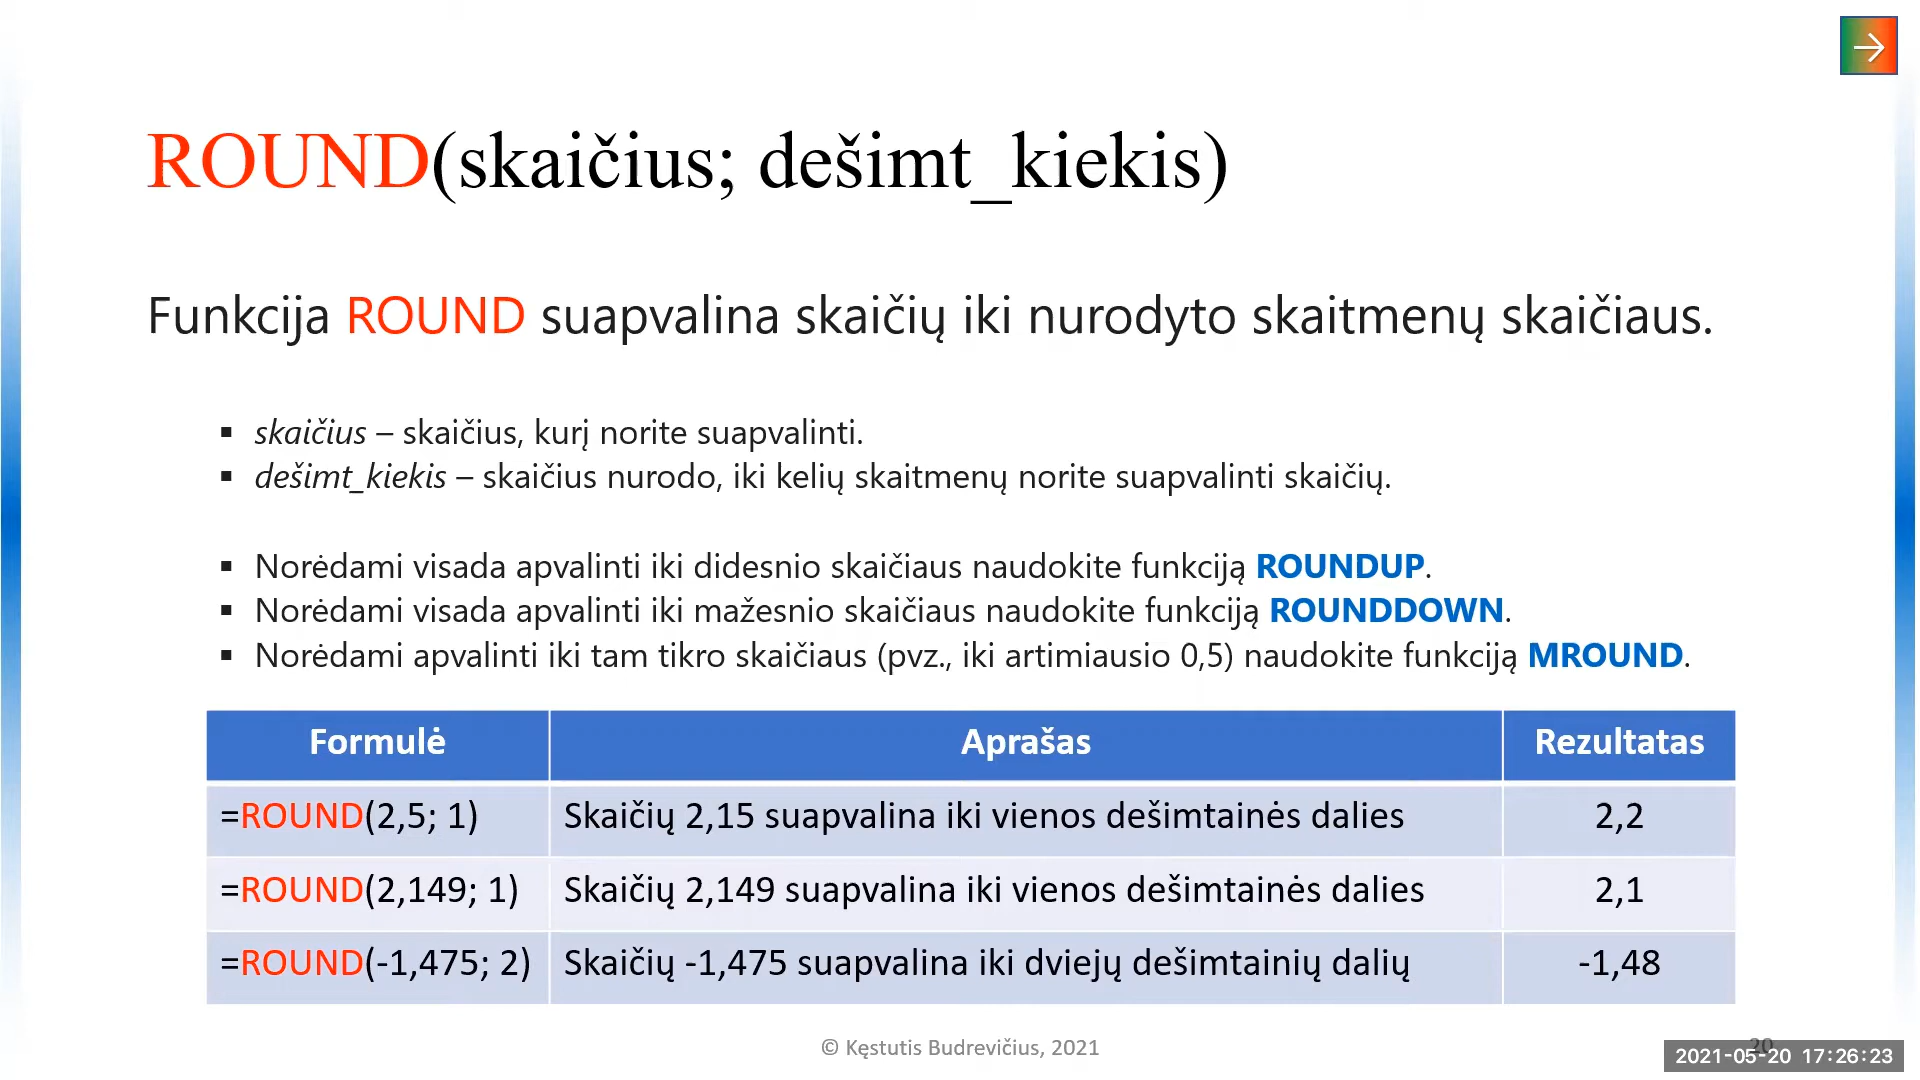 ROUND(skaičius; dešimt_kiekis)
Funkcija ROUND suapvalina skaičių iki nurodyto skaitmenų skaičiaus.
▪ skaičius – skaičius, kurį norite suapvalinti.
▪ dešimt_kiekis – skaičius nurodo, iki kelių skaitmenų norite suapvalinti skaičių.
▪ Norėdami visada apvalinti iki didesnio skaičiaus naudokite funkciją ROUNDUP.
▪ Norėdami visada apvalinti iki mažesnio skaičiaus naudokite funkciją ROUNDDOWN.
▪ Norėdami apvalinti iki tam tikro skaičiaus (pvz., iki artimiausio 0,5) naudokite funkciją MROUND.
Formulė Aprašas Rezultatas
=ROUND(2,5; 1) Skaičių 2,15 suapvalina iki vienos dešimtainės dalies 2,2
=ROUND(2,149; 1) Skaičių 2,149 suapvalina iki vienos dešimtainės dalies 2,1
=ROUND(-1,475; 2) Skaičių -1,475 suapvalina iki dviejų dešimtainių dalių -1,48
© Kęstutis Budrevičius, 2021
20
2021-05-20 17:26:23